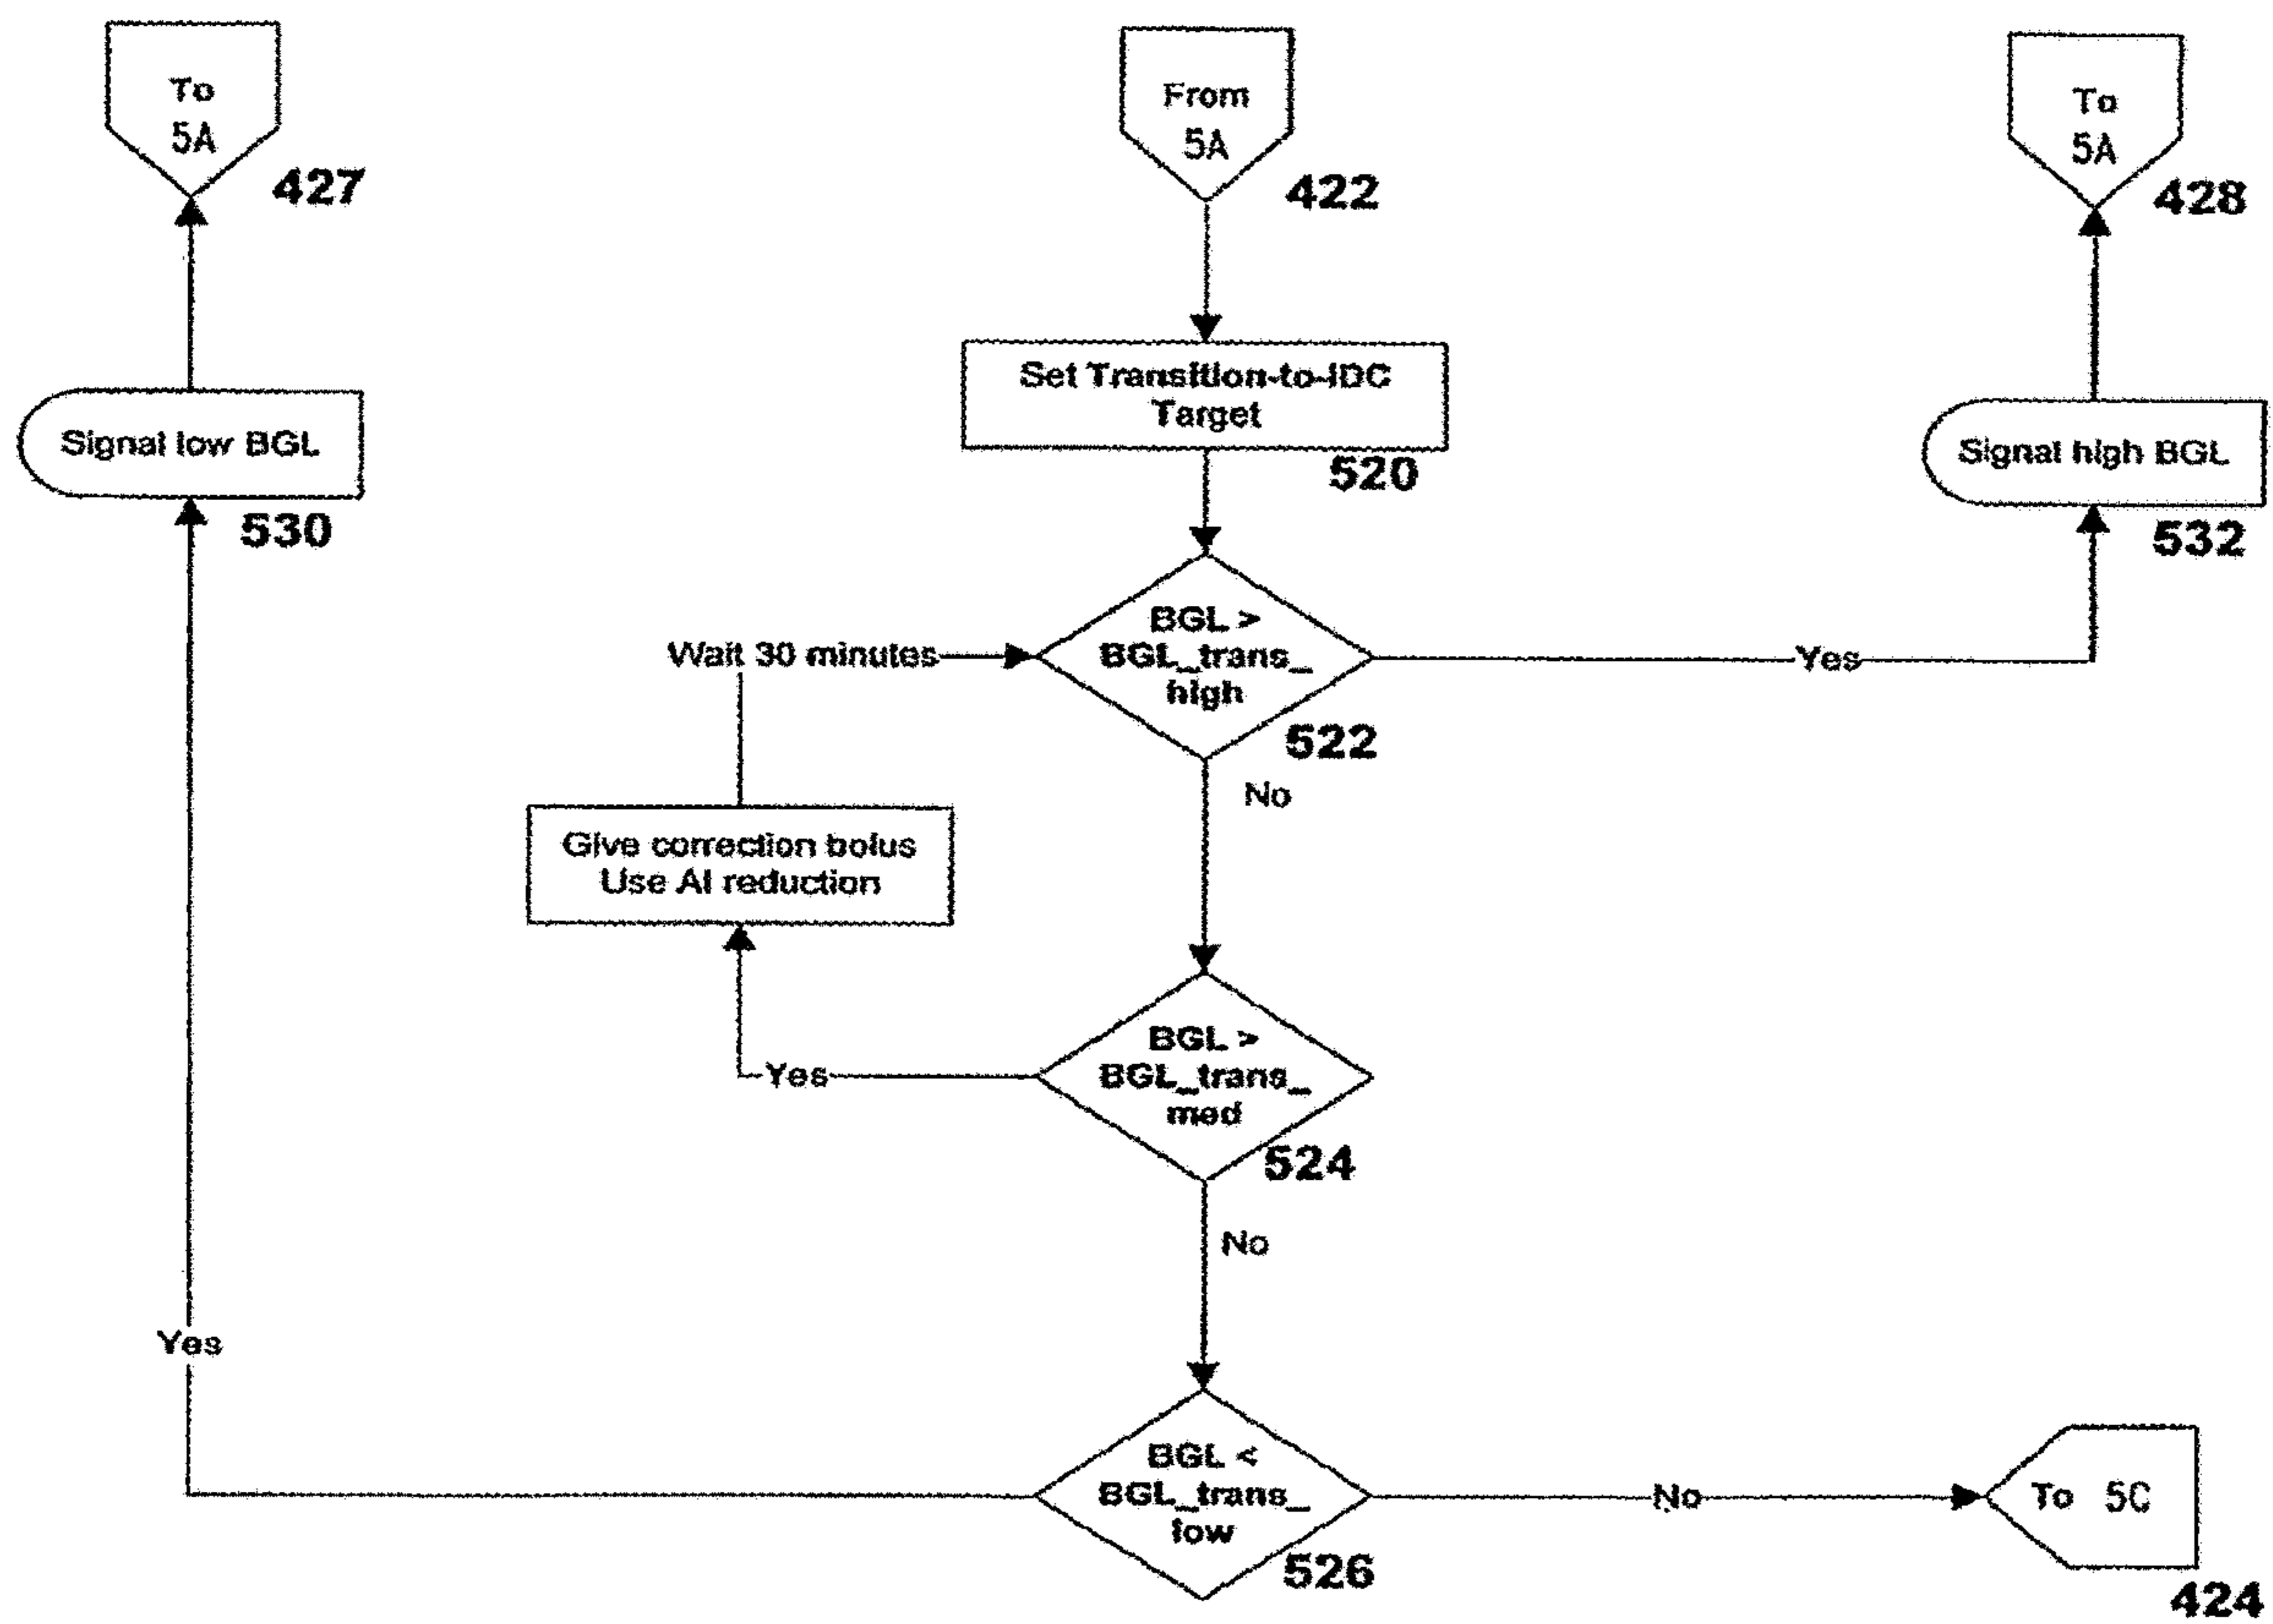 To
5A
427
From
5A
422
To
5A
428
Set Transition-to-IDC
Target
520
Signal low BGL
530
Signal high BGL
532
BGL >
BGL_trans_
high
522
Wait 30 minutes
Yes
No
Give correction bolus
Use AI reduction
BGL >
BGL_trans_
med
524
Yes
No
Yes
BGL <
BGL_trans_
low
526
No
To 5C
424